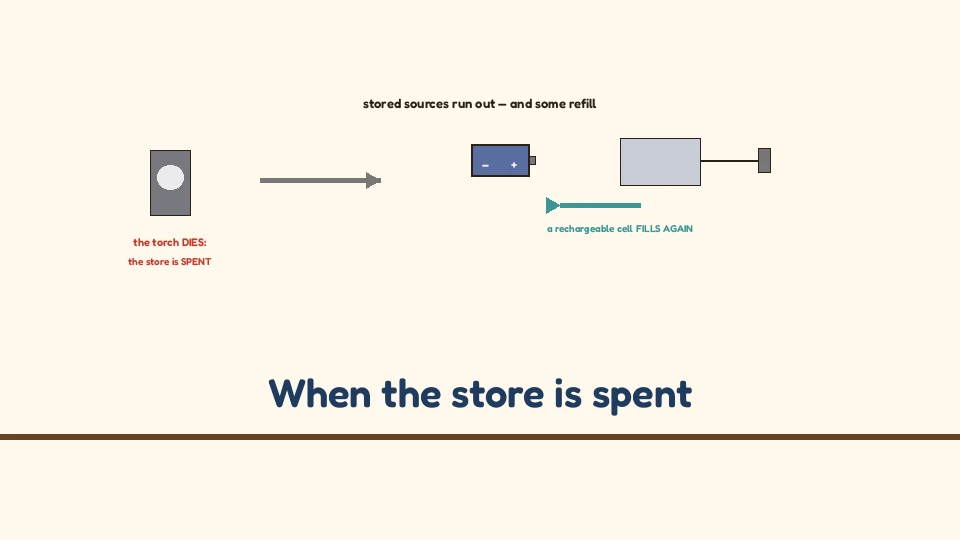 stored sources run out — and some refill
− +
a rechargeable cell FILLS AGAIN
the torch DIES:
the store is SPENT
When the store is spent